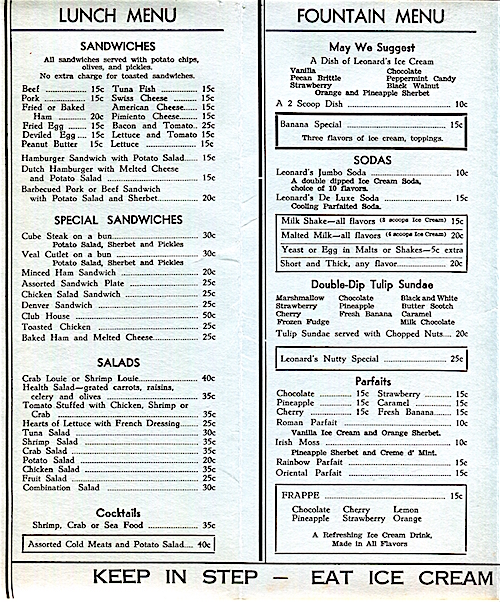 LUNCH MENU
SANDWICHES
All sandwiches served with potato chips,
olives, and pickles.
No extra charge for toasted sandwiches.
Beef 15c Tuna Fish 15c
Pork 15c Swiss Cheese 15c
Fried or Baked American Cheese 15c
Ham 20c Pimiento Cheese 15c
Fried Egg 15c Bacon and Tomato 25c
Deviled Egg 15c Lettuce and Tomato 15c
Peanut Butter 15c Lettuce 15c
Hamburger Sandwich with Potato Salad 15c
Dutch Hamburger with Melted Cheese
and Potato Salad 15c
Barbecued Pork or Beef Sandwich
with Potato Salad and Sherbet 20c
SPECIAL SANDWICHES
Cube Steak on a bun 30c
Potato Salad, Sherbet and Pickles
Veal Cutlet on a bun 30c
Potato Salad, Sherbet and Pickles
Minced Ham Sandwich 20c
Assorted Sandwich Plate 25c
Chicken Salad Sandwich 25c
Denver Sandwich 25c
Club House 50c
Toasted Chicken 25c
Baked Ham and Melted Cheese 25c
SALADS
Crab Louie or Shrimp Louie 40c
Health Salad—grated carrots, raisins,
celery and olives 35c
Tomato Stuffed with Chicken, Shrimp or
Crab 35c
Hearts of Lettuce with French Dressing 25c
Tuna Salad 30c
Shrimp Salad 35c
Crab Salad 35c
Potato Salad 20c
Chicken Salad 35c
Fruit Salad 25c
Combination Salad 30c
Cocktails
Shrimp, Crab or Sea Food 35c
Assorted Cold Meats and Potato Salad 40c
FOUNTAIN MENU
May We Suggest
A Dish of Leonard's Ice Cream
Vanilla Chocolate
Pecan Brittle Peppermint Candy
Strawberry Black Walnut
Orange and Pineapple Sherbet
A 2 Scoop Dish 10c
Banana Special 15c
Three flavors of ice cream, toppings.
SODAS
Leonard's Jumbo Soda 10c
A double dipped Ice Cream Soda,
choice of 10 flavors.
Leonard's De Luxe Soda 15c
Cooling Parfaited Soda.
Milk Shake—all flavors (3 scoops Ice Cream) 15c
Malted Milk—all flavors (4 scoops Ice Cream) 20c
Yeast or Egg in Malts or Shakes—5c extra
Short and Thick, any flavor 20c
Double-Dip Tulip Sundae
Marshmallow Chocolate Black and White
Strawberry Pineapple Butter Scotch
Cherry Fresh Banana Caramel
Frozen Fudge Milk Chocolate
Tulip Sundae served with Chopped Nuts 20c
Leonard's Nutty Special 25c
Parfaits
Chocolate 15c Strawberry 15c
Pineapple 15c Caramel 15c
Cherry 15c Fresh Banana 15c
Roman Parfait 10c
Vanilla Ice Cream and Orange Sherbet.
Irish Moss 10c
Pineapple Sherbet and Creme d' Mint.
Rainbow Parfait 15c
Oriental Parfait 15c
FRAPPE 15c
Chocolate Cherry Lemon
Pineapple Strawberry Orange
A Refreshing Ice Cream Drink,
Made in All Flavors
KEEP IN STEP — EAT ICE CREAM